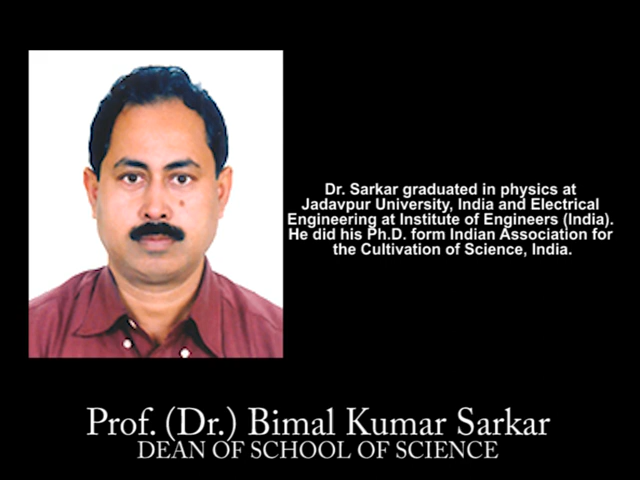 Dr. Sarkar graduated in physics at
Jadavpur University, India and Electrical
Engineering at Institute of Engineers (India).
He did his Ph.D. form Indian Association for
the Cultivation of Science, India.
Prof. (Dr.) Bimal Kumar Sarkar
DEAN OF SCHOOL OF SCIENCE